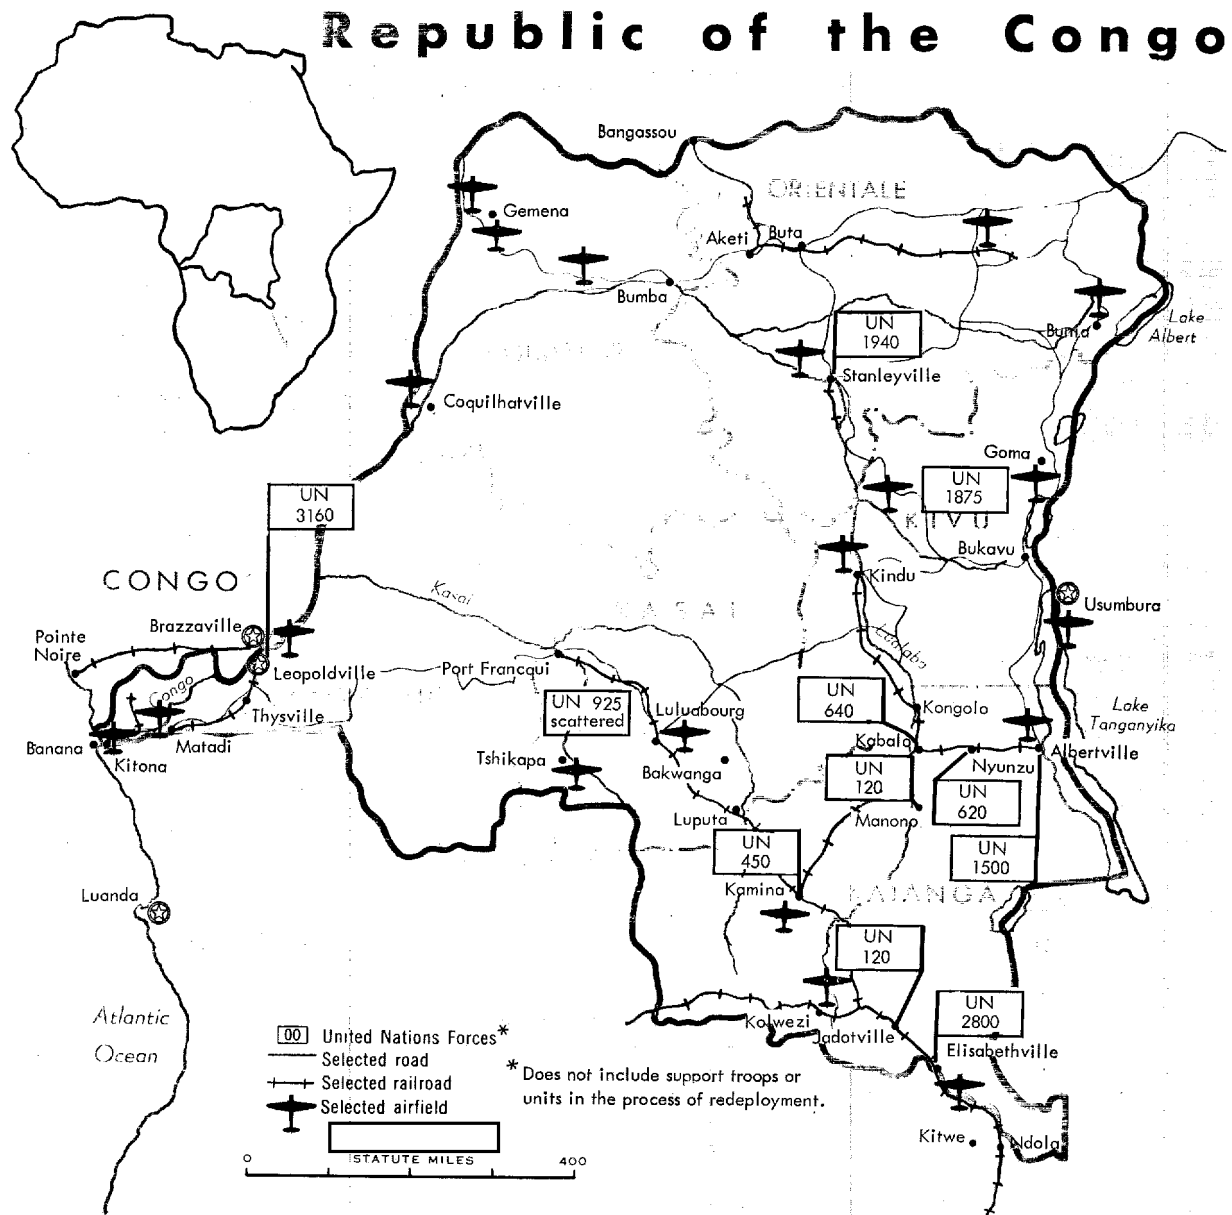 Republic of the Congo
Bangassou
ORIENTALE
Gemena
Aketi
Buta
Bumba
Bunia
Lake
Albert
UN
1940
Stanleyville
Coquilhatville
Goma
UN
1875
KIVU
UN
3160
Bukavu
CONGO
Kindu
Kasai
KASAI
Usumbura
Brazzaville
Pointe
Noire
Lualaba
Leopoldville
Port Francqui
Congo
Thysville
UN 925
scattered
Luluabourg
UN
640
Kongolo
Lake
Tanganyika
Banana
Matadi
Kitona
Kabalo
Albertville
Tshikapa
Bakwanga
Nyunzu
UN
120
UN
620
Luputa
Manono
UN
450
UN
1500
Kamina
KATANGA
Luanda
UN
120
UN
2800
Atlantic
Ocean
Kolwezi
Jadotville
Elisabethville
00 United Nations Forces*
Selected road
Selected railroad
Selected airfield
* Does not include support troops or
units in the process of redeployment.
Kitwe
Ndola
STATUTE MILES
0 400